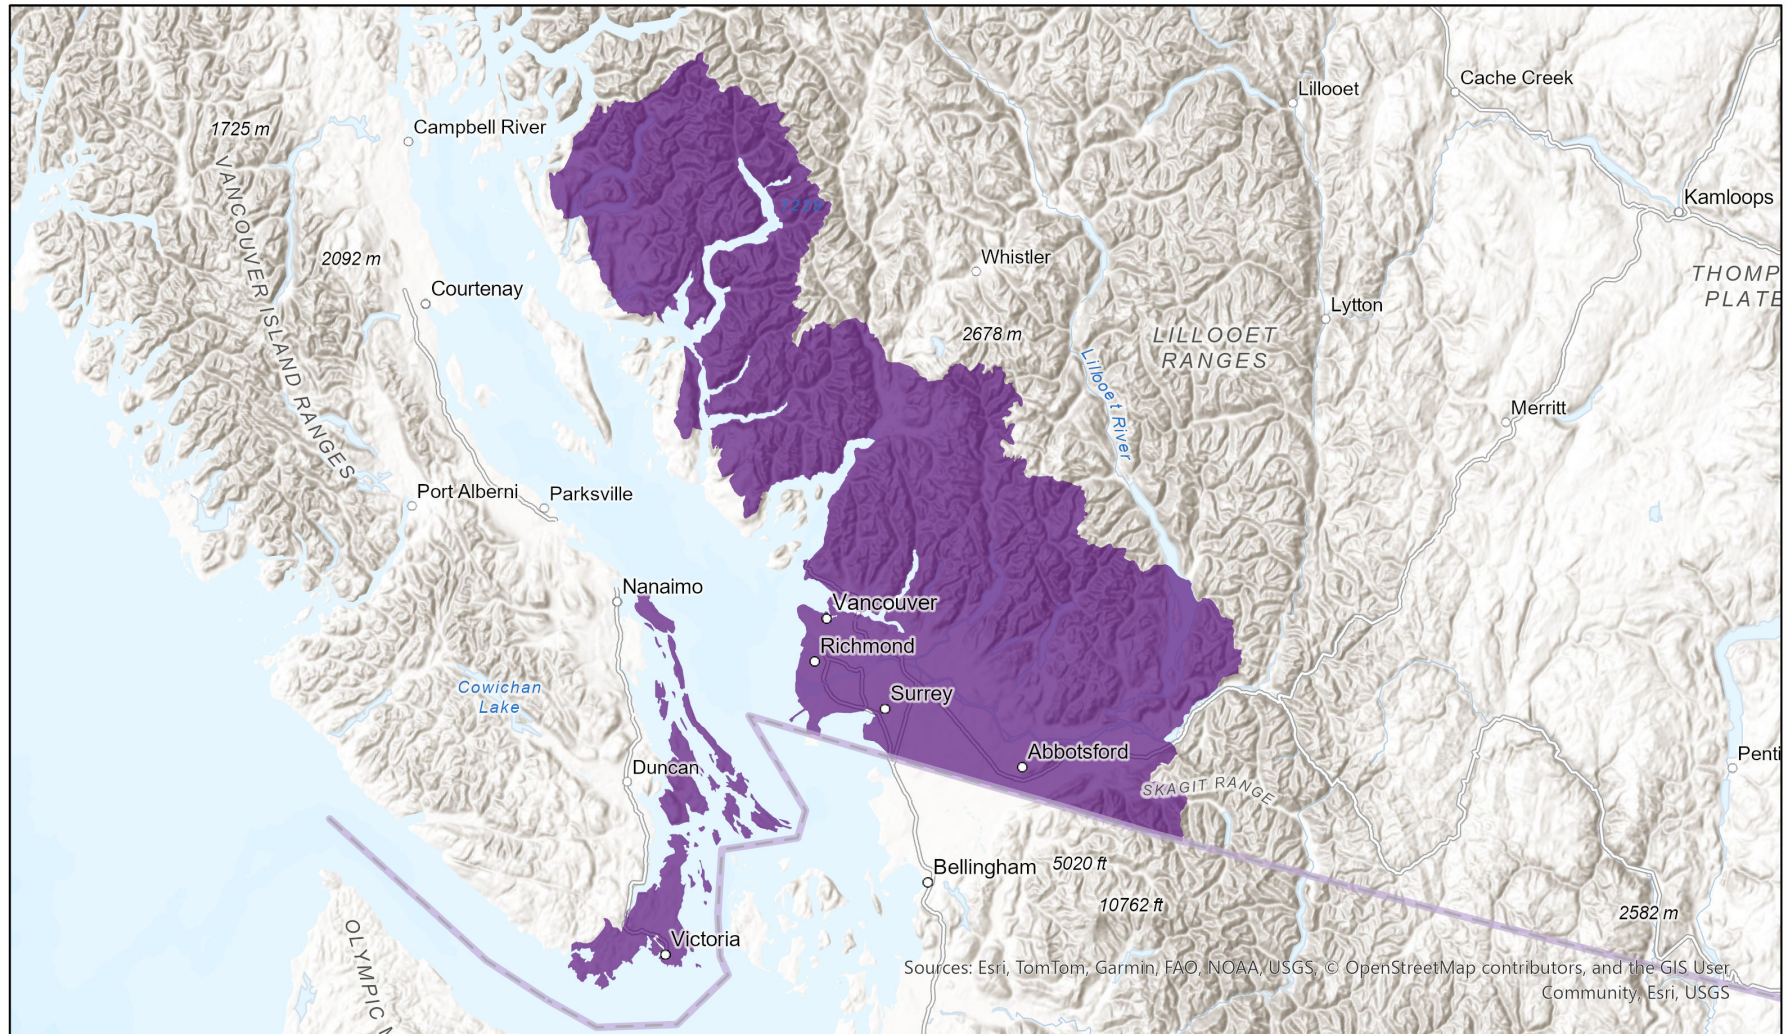 Cache Creek
Lillooet
Campbell River
1725 m
Kamloops
VANCOUVER ISLAND RANGES
2092 m
Whistler
THOMP
PLATE
Courtenay
Lytton
2678 m
LILLOOET
RANGES
Lillooet River
Merritt
Port Alberni
Parksville
Nanaimo
Vancouver
Richmond
Cowichan
Lake
Surrey
Abbotsford
Penti
Duncan
SKAGIT RANGE
5020 ft
Bellingham
10762 ft
2582 m
OLYMPIC
Victoria
Sources: Esri, TomTom, Garmin, FAO, NOAA, USGS, © OpenStreetMap contributors, and the GIS User
Community, Esri, USGS